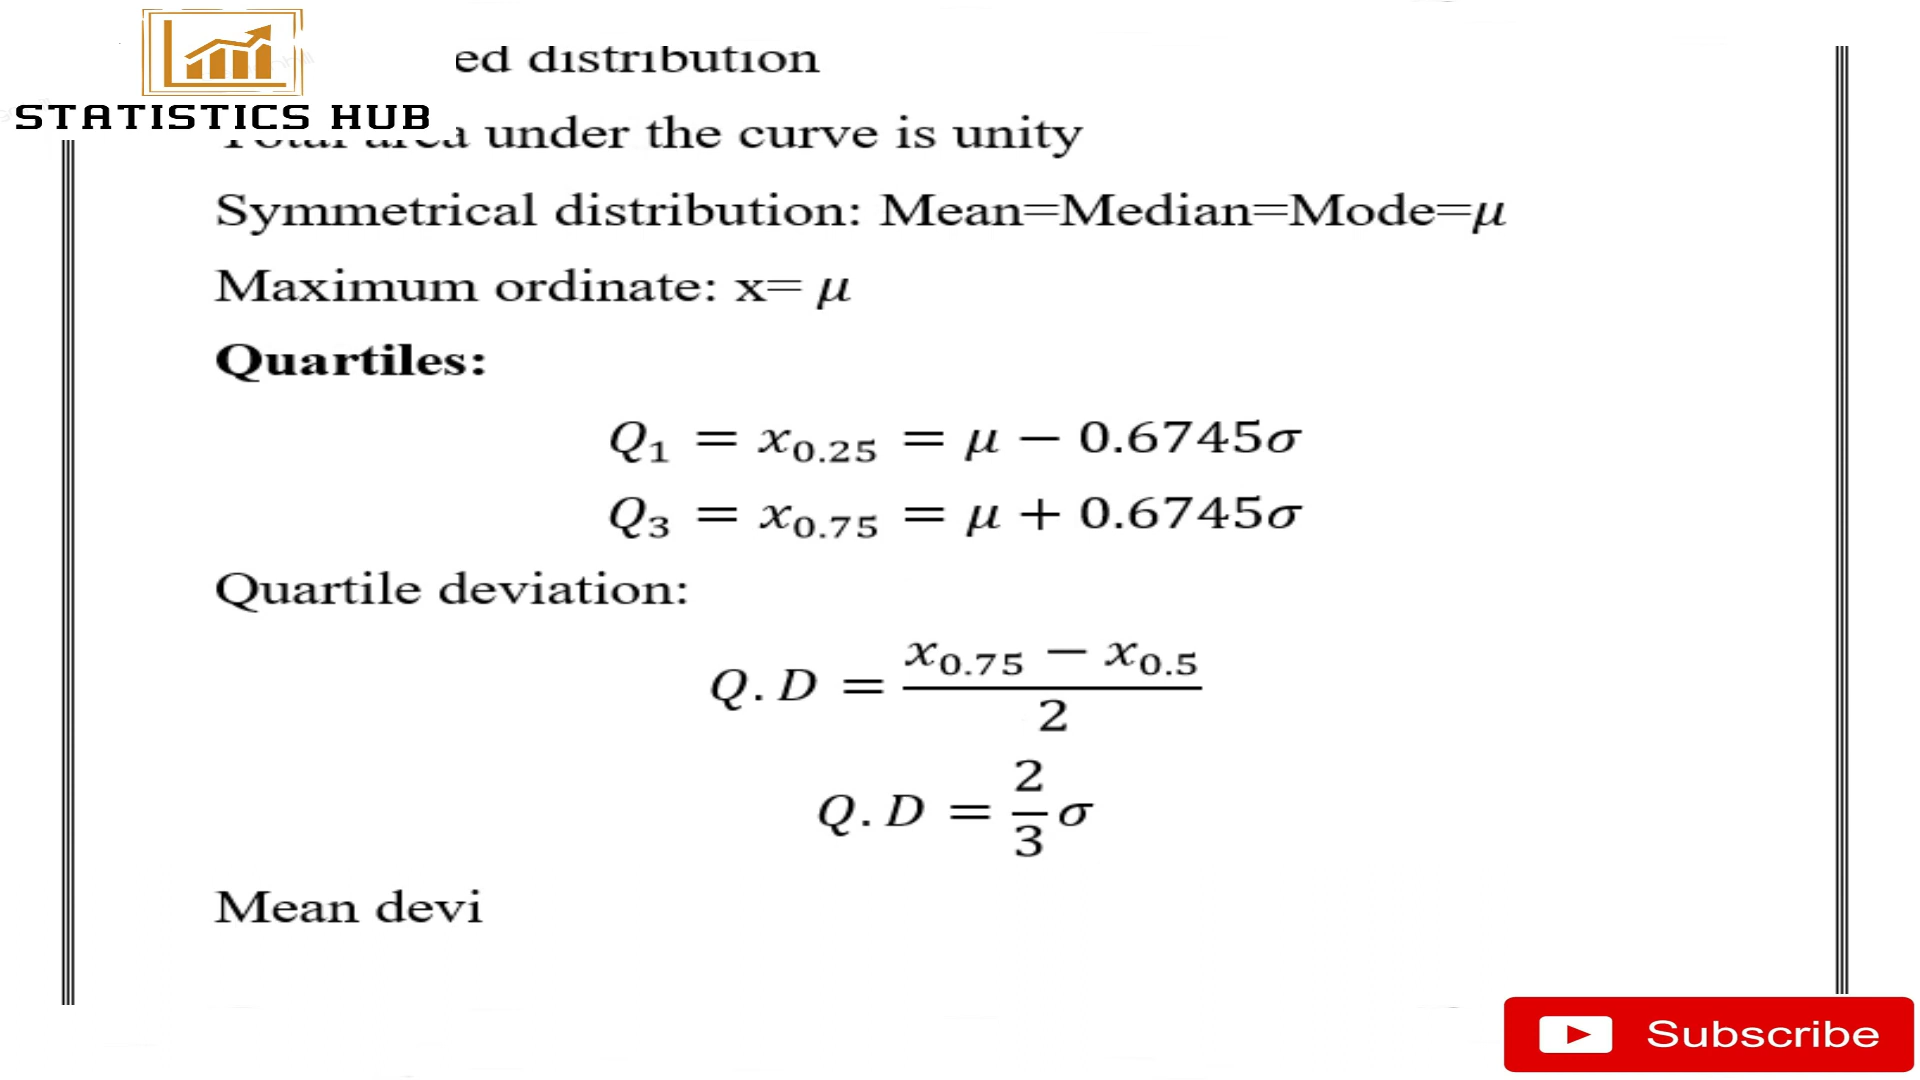 STATISTICS HUB
ed distribution
under the curve is unity
Symmetrical distribution: Mean=Median=Mode=μ
Maximum ordinate: x= μ
Quartiles:
Q₁ = x₀.₂₅ = μ − 0.6745σ
Q₃ = x₀.₇₅ = μ + 0.6745σ
Quartile deviation:
Q.D = (x₀.₇₅ − x₀.₅)/2
Q.D = 2/3 σ
Mean devi
Subscribe